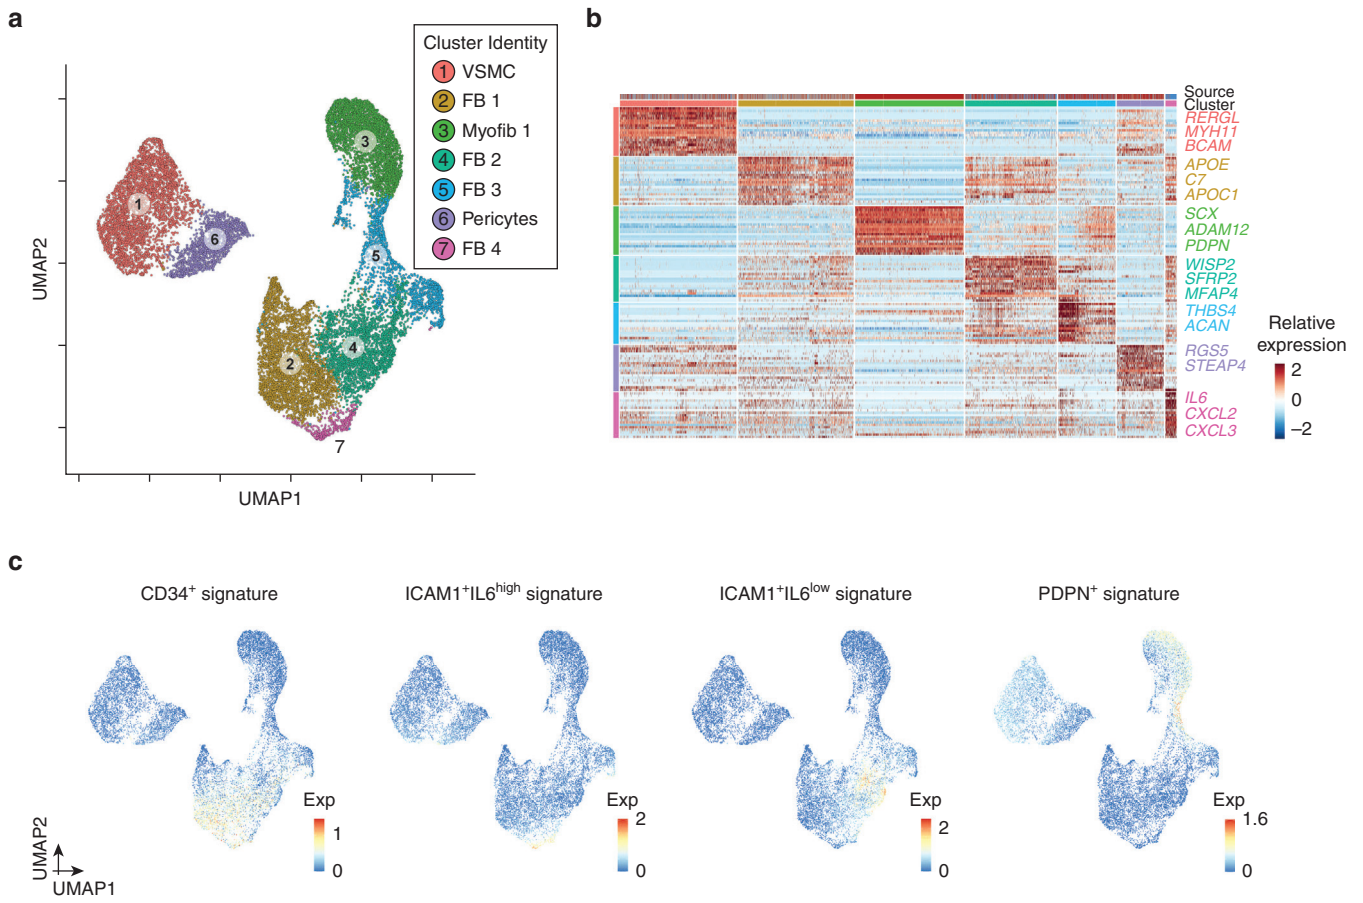 a
Cluster Identity
1 VSMC
2 FB 1
3 Myofib 1
4 FB 2
5 FB 3
6 Pericytes
7 FB 4
3
1
6
5
4
2
7
UMAP2
UMAP1
b
Source
Cluster
RERGL
MYH11
BCAM
APOE
C7
APOC1
SCX
ADAM12
PDPN
WISP2
SFRP2
MFAP4
THBS4
ACAN
RGS5
STEAP4
IL6
CXCL2
CXCL3
Relative
expression
2
0
−2
c
CD34+ signature
ICAM1+IL6high signature
ICAM1+IL6low signature
PDPN+ signature
Exp
1
0
Exp
2
0
Exp
2
0
Exp
1.6
0
UMAP2
UMAP1